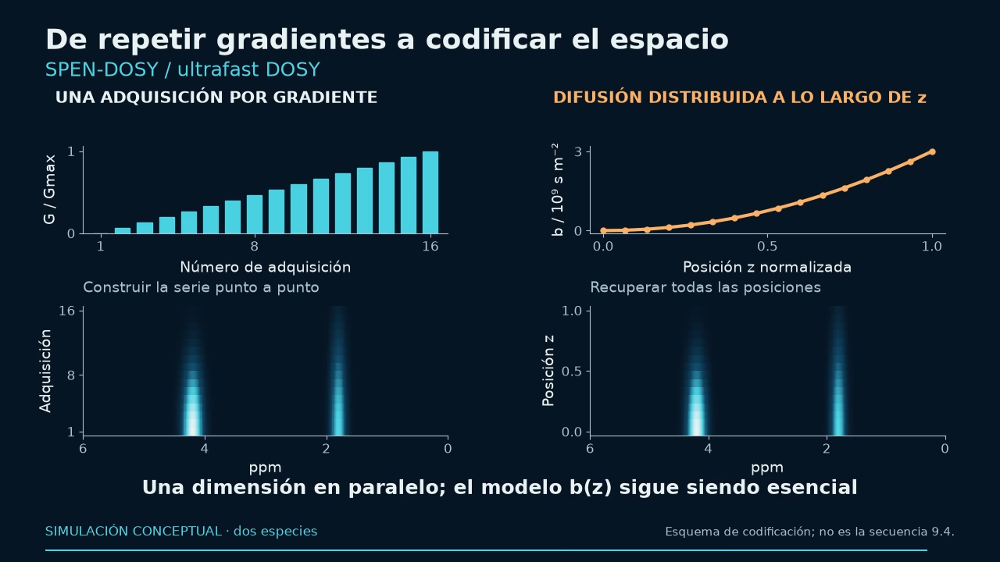 De repetir gradientes a codificar el espacio
SPEN-DOSY / ultrafast DOSY
UNA ADQUISICIÓN POR GRADIENTE
G / Gmax
1
0
1
8
16
Número de adquisición
Construir la serie punto a punto
Adquisición
16
8
1
6
4
2
0
ppm
DIFUSIÓN DISTRIBUIDA A LO LARGO DE z
b / 10⁹ s m⁻²
3
0
0.0
0.5
1.0
Posición z normalizada
Recuperar todas las posiciones
Posición z
1.0
0.5
0.0
6
4
2
0
ppm
Una dimensión en paralelo; el modelo b(z) sigue siendo esencial
SIMULACIÓN CONCEPTUAL · dos especies
Esquema de codificación; no es la secuencia 9.4.